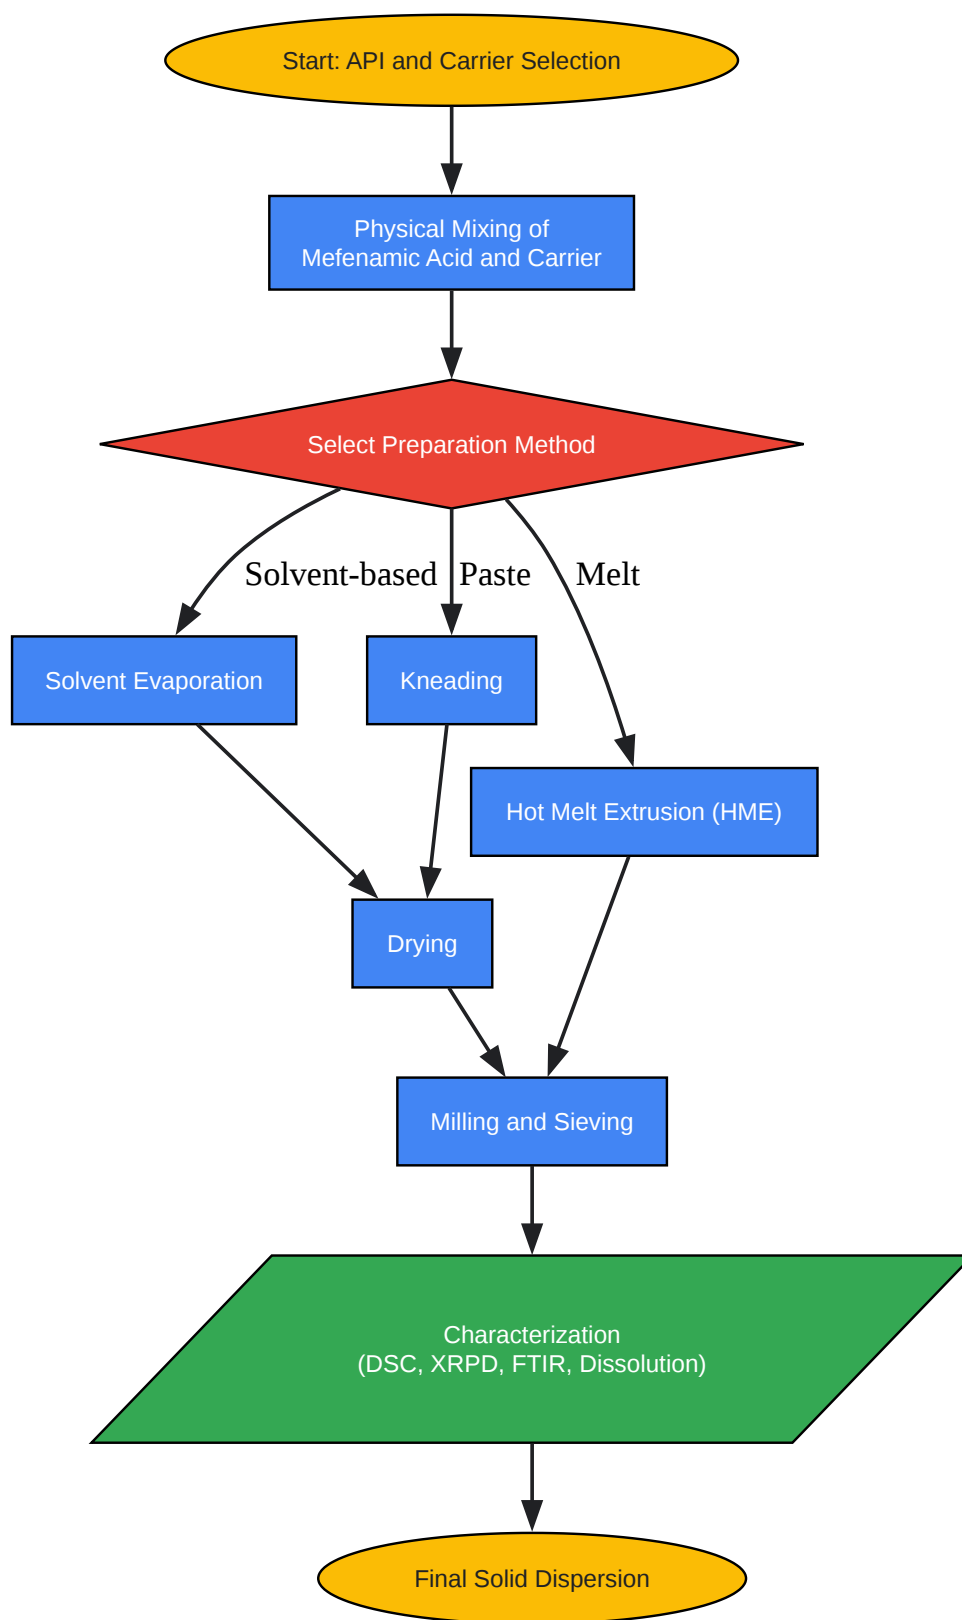 Start: API and Carrier Selection
Physical Mixing of
Mefenamic Acid and Carrier
Select Preparation Method
Solvent-based
Paste
Melt
Solvent Evaporation
Kneading
Hot Melt Extrusion (HME)
Drying
Milling and Sieving
Characterization
(DSC, XRPD, FTIR, Dissolution)
Final Solid Dispersion